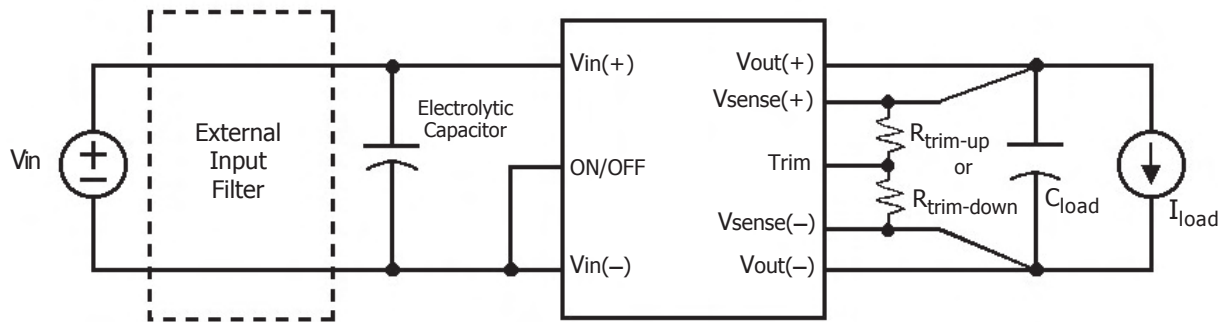 Vin
+
−
External
Input
Filter
Electrolytic
Capacitor
Vin(+)
ON/OFF
Vin(−)
Vout(+)
Vsense(+)
Trim
Vsense(−)
Vout(−)
Rtrim-up
or
Rtrim-down
Cload
Iload